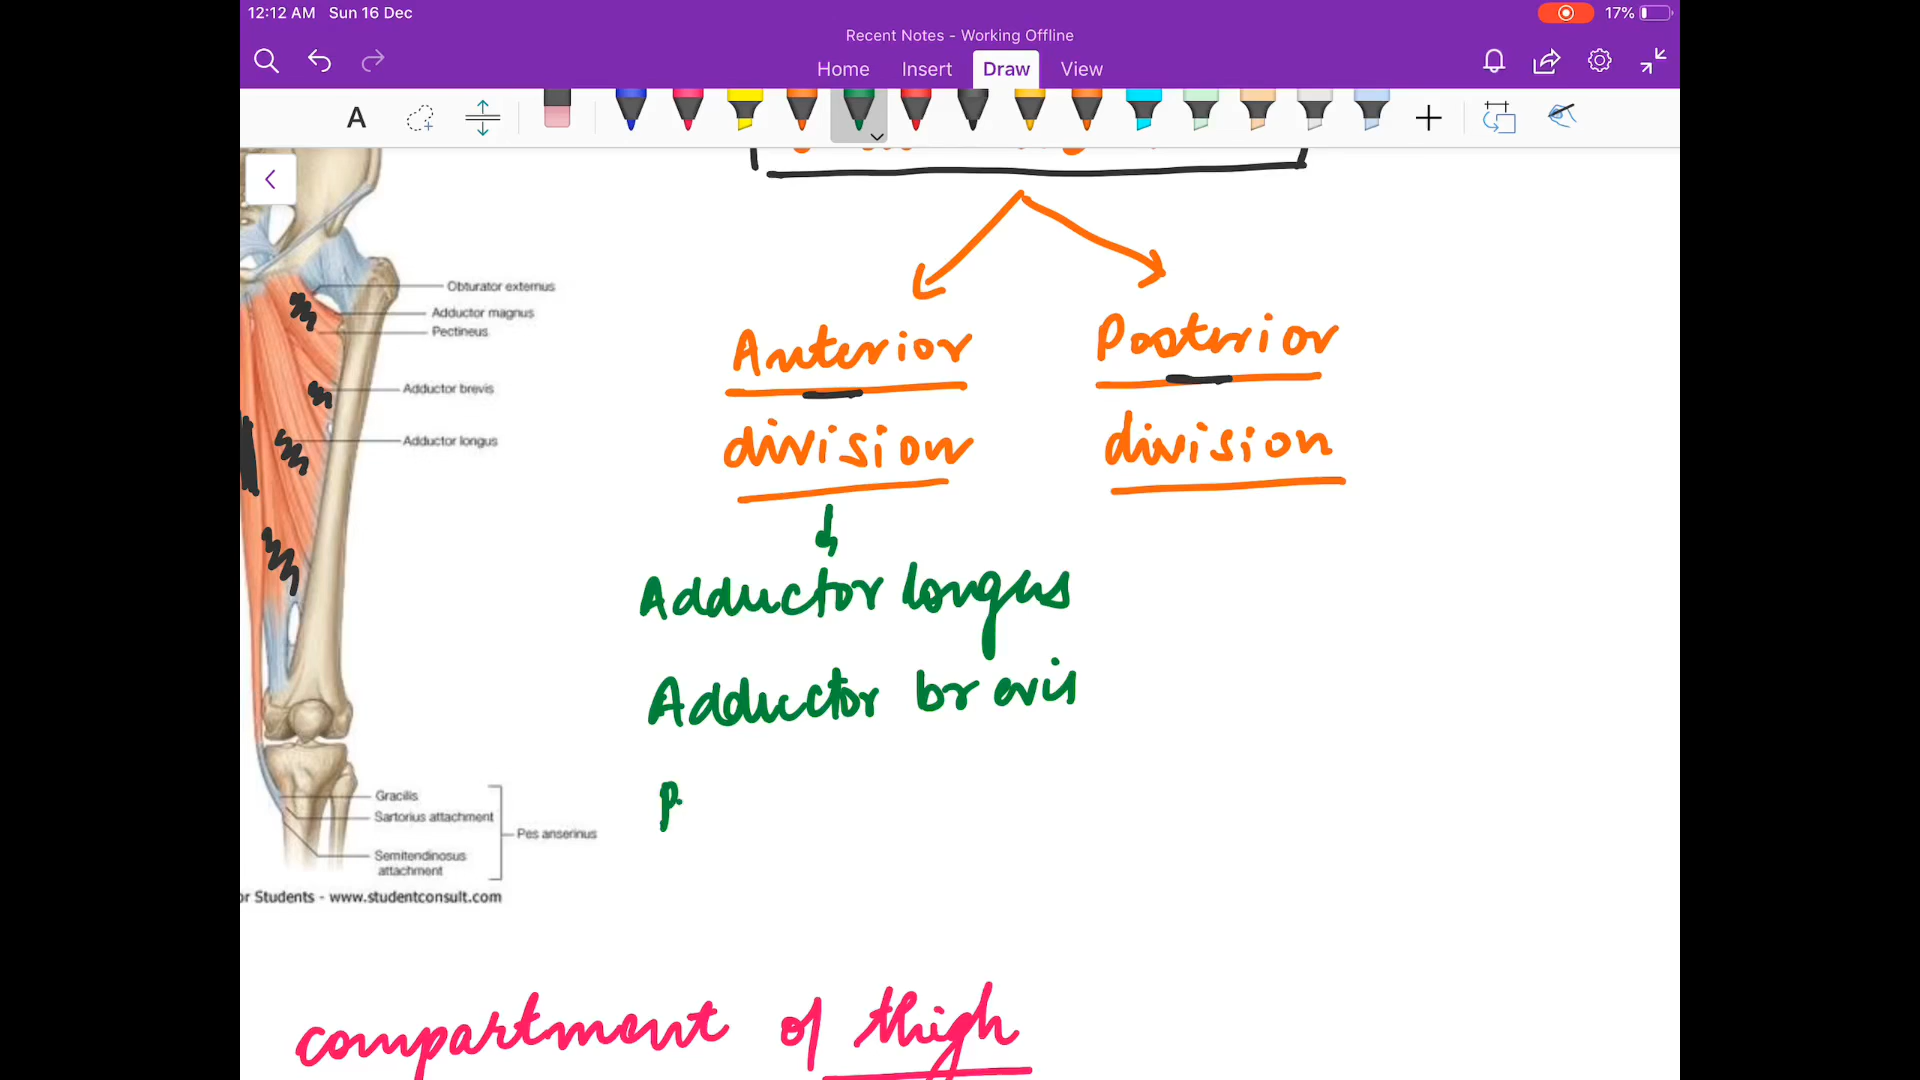 12:12 AM Sun 16 Dec
17%
Recent Notes - Working Offline
Home Insert Draw View
A
Obturator externus
Adductor magnus
Pectineus
Adductor brevis
Adductor longus
Gracilis
Sartorius attachment
Pes anserinus
Semitendinosus
attachment
or Students - www.studentconsult.com
Anterior
division
Posterior
division
Adductor longus
Adductor brevis
P
compartment of thigh